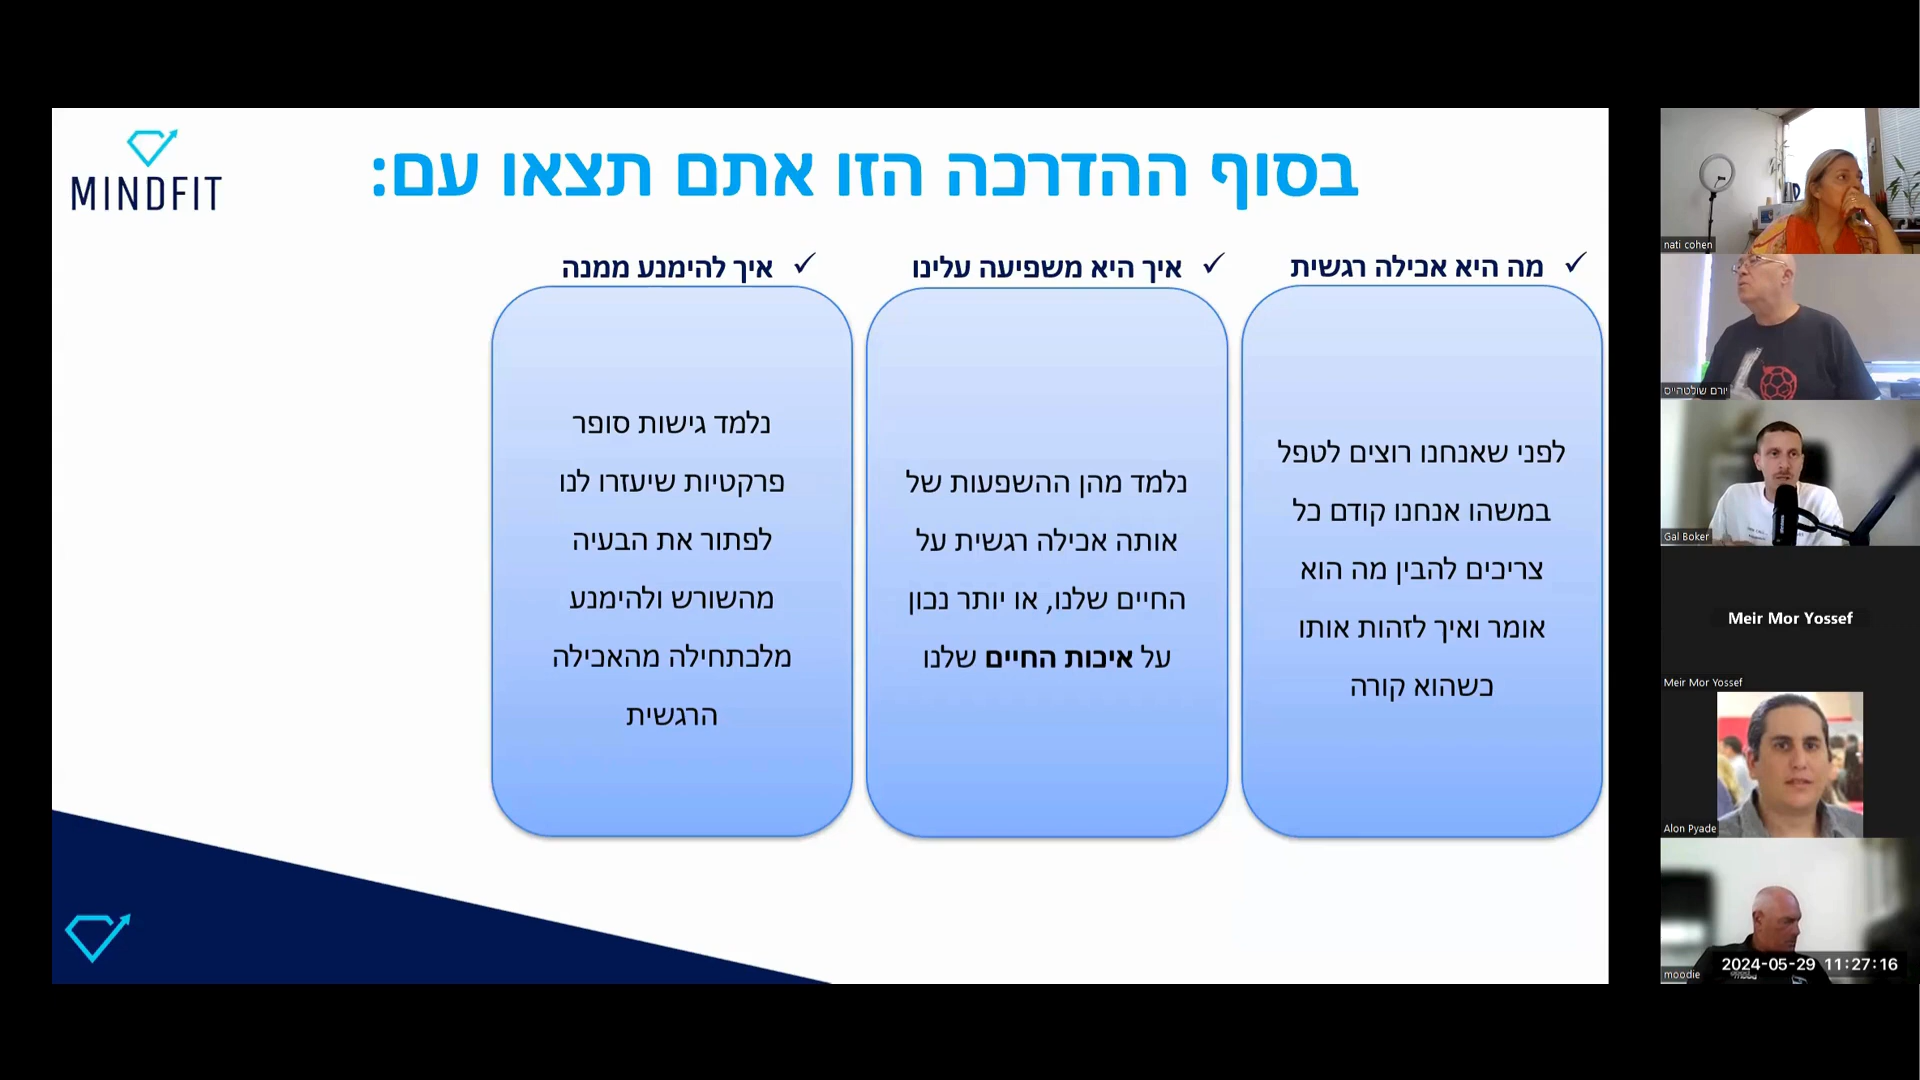 MINDFIT
בסוף ההדרכה הזו אתם תצאו עם:
✓ מה היא אכילה רגשית
לפני שאנחנו רוצים לטפל
במשהו אנחנו קודם כל
צריכים להבין מה הוא
אומר ואיך לזהות אותו
כשהוא קורה
✓ איך היא משפיעה עלינו
נלמד מהן ההשפעות של
אותה אכילה רגשית על
החיים שלנו, או יותר נכון
על איכות החיים שלנו
✓ איך להימנע ממנה
נלמד גישות סופר
פרקטיות שיעזרו לנו
לפתור את הבעיה
מהשורש ולהימנע
מלכתחילה מהאכילה
הרגשית
nati cohen
יורם שולטהייס
Gal Boker
Meir Mor Yossef
Meir Mor Yossef
Alon Pyade
moodie
2024-05-29 11:27:16